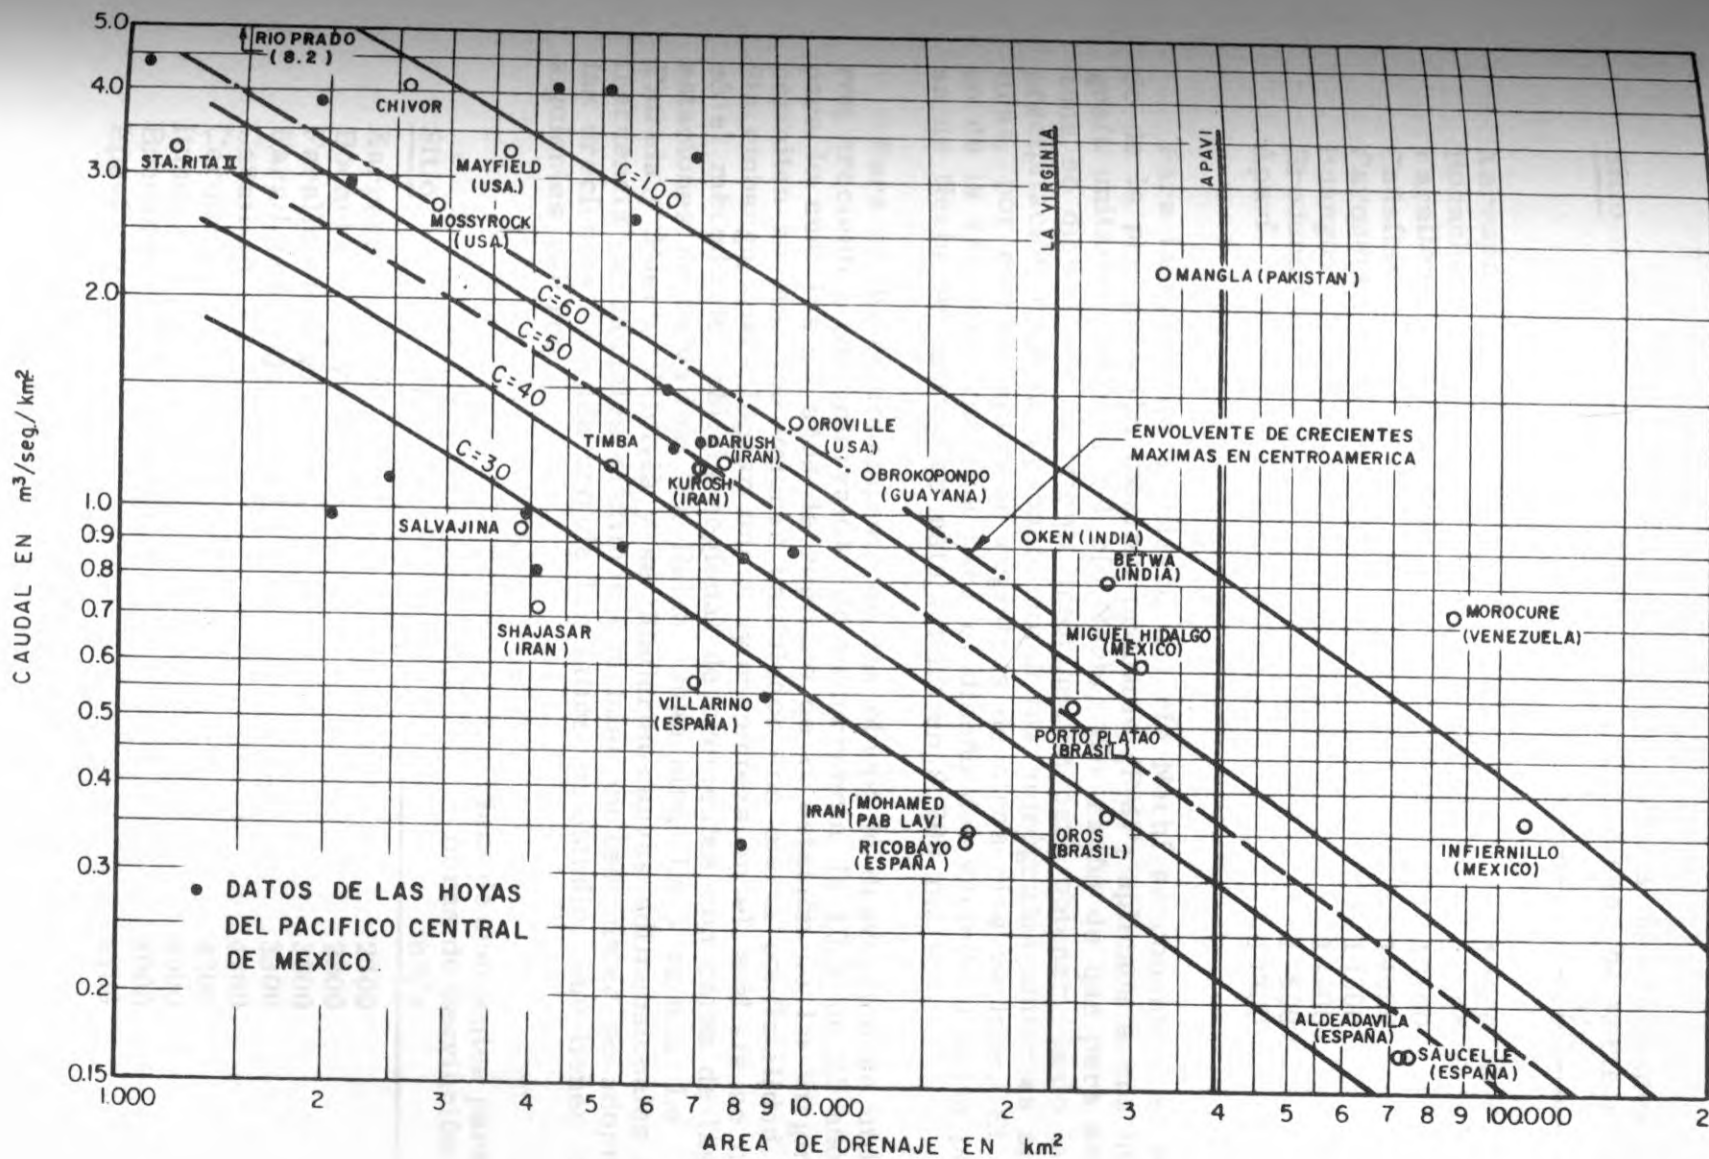 5.0
4.0
3.0
2.0
1.0
0.9
0.8
0.7
0.6
0.5
0.4
0.3
0.2
0.15
CAUDAL EN m³/seg./km²
RIO PRADO
(8.2)
CHIVOR
STA. RITA II
MAYFIELD
(USA.)
MOSSYROCK
(USA)
C=100
C=60
C=50
C=40
C=30
LA VIRGINIA
APAVI
MANGLA (PAKISTAN)
OROVILLE
(U.S.A.)
TIMBA
DARUSH
(IRAN)
KUROSH
(IRAN)
BROKOPONDO
(GUAYANA)
ENVOLVENTE DE CRECIENTES
MAXIMAS EN CENTROAMERICA
SALVAJINA
KEN (INDIA)
BETWA
(INDIA)
SHAJASAR
(IRAN)
MOROCURE
(VENEZUELA)
MIGUEL HIDALGO
(MEXICO)
VILLARINO
(ESPAÑA)
PORTO PLATAO
(BRASIL)
IRAN { MOHAMED
PAB LAVI
RICOBAYO
(ESPAÑA)
OROS
(BRASIL)
INFIERNILLO
(MEXICO)
• DATOS DE LAS HOYAS
DEL PACIFICO CENTRAL
DE MEXICO.
ALDEADAVILA
(ESPAÑA)
SAUCELLE
(ESPAÑA)
1.000 2 3 4 5 6 7 8 9 10.000 2 3 4 5 6 7 8 9 100.000 2
AREA DE DRENAJE EN km²